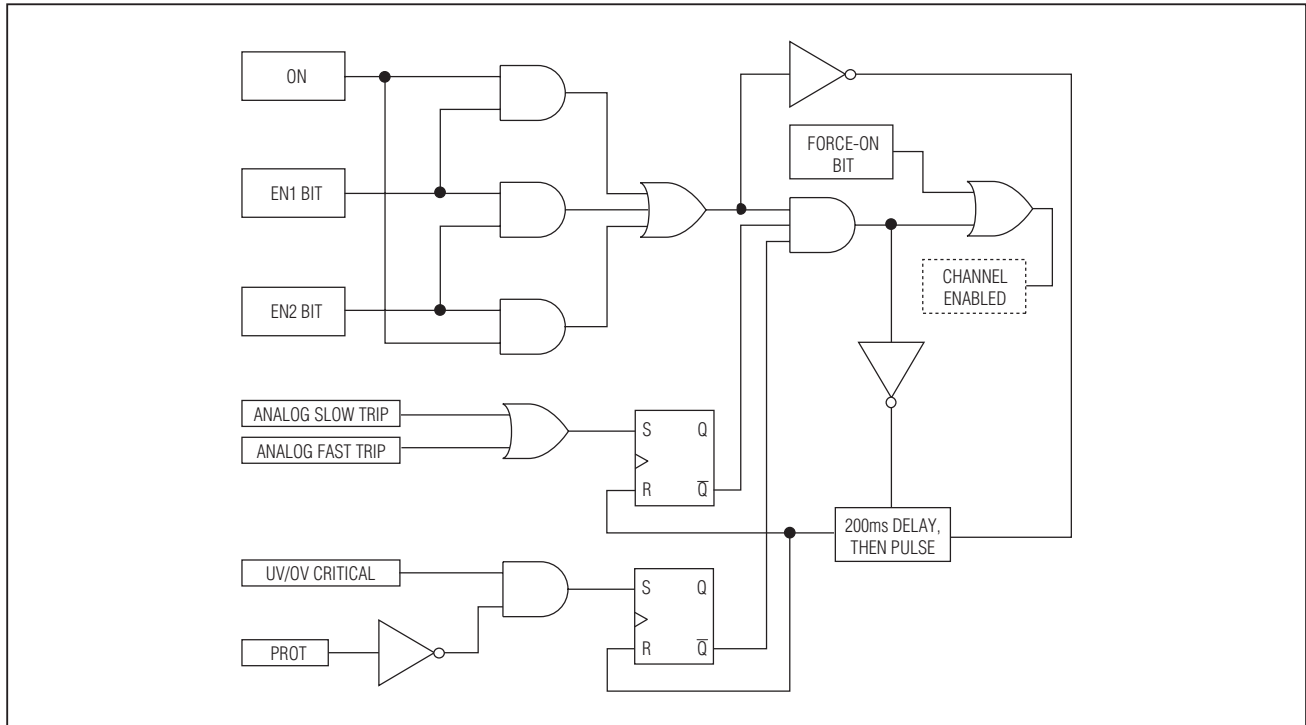 ON
FORCE-ON
BIT
EN1 BIT
CHANNEL
ENABLED
EN2 BIT
ANALOG SLOW TRIP
ANALOG FAST TRIP
S Q
R Q̅
200ms DELAY,
THEN PULSE
UV/OV CRITICAL
S Q
R Q̅
PROT